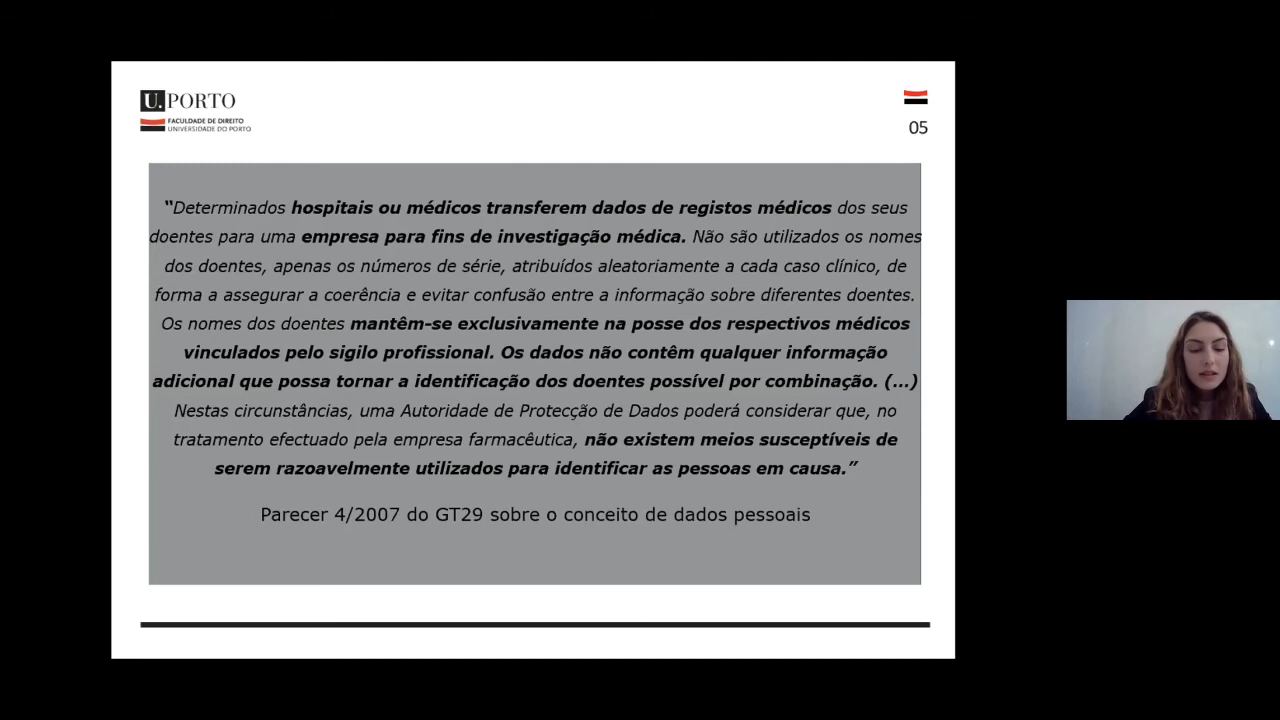 U.PORTO
FACULDADE DE DIREITO
UNIVERSIDADE DO PORTO
05
“Determinados hospitais ou médicos transferem dados de registos médicos dos seus
doentes para uma empresa para fins de investigação médica. Não são utilizados os nomes
dos doentes, apenas os números de série, atribuídos aleatoriamente a cada caso clínico, de
forma a assegurar a coerência e evitar confusão entre a informação sobre diferentes doentes.
Os nomes dos doentes mantêm-se exclusivamente na posse dos respectivos médicos
vinculados pelo sigilo profissional. Os dados não contêm qualquer informação
adicional que possa tornar a identificação dos doentes possível por combinação. (...)
Nestas circunstâncias, uma Autoridade de Protecção de Dados poderá considerar que, no
tratamento efectuado pela empresa farmacêutica, não existem meios susceptíveis de
serem razoavelmente utilizados para identificar as pessoas em causa.”
Parecer 4/2007 do GT29 sobre o conceito de dados pessoais